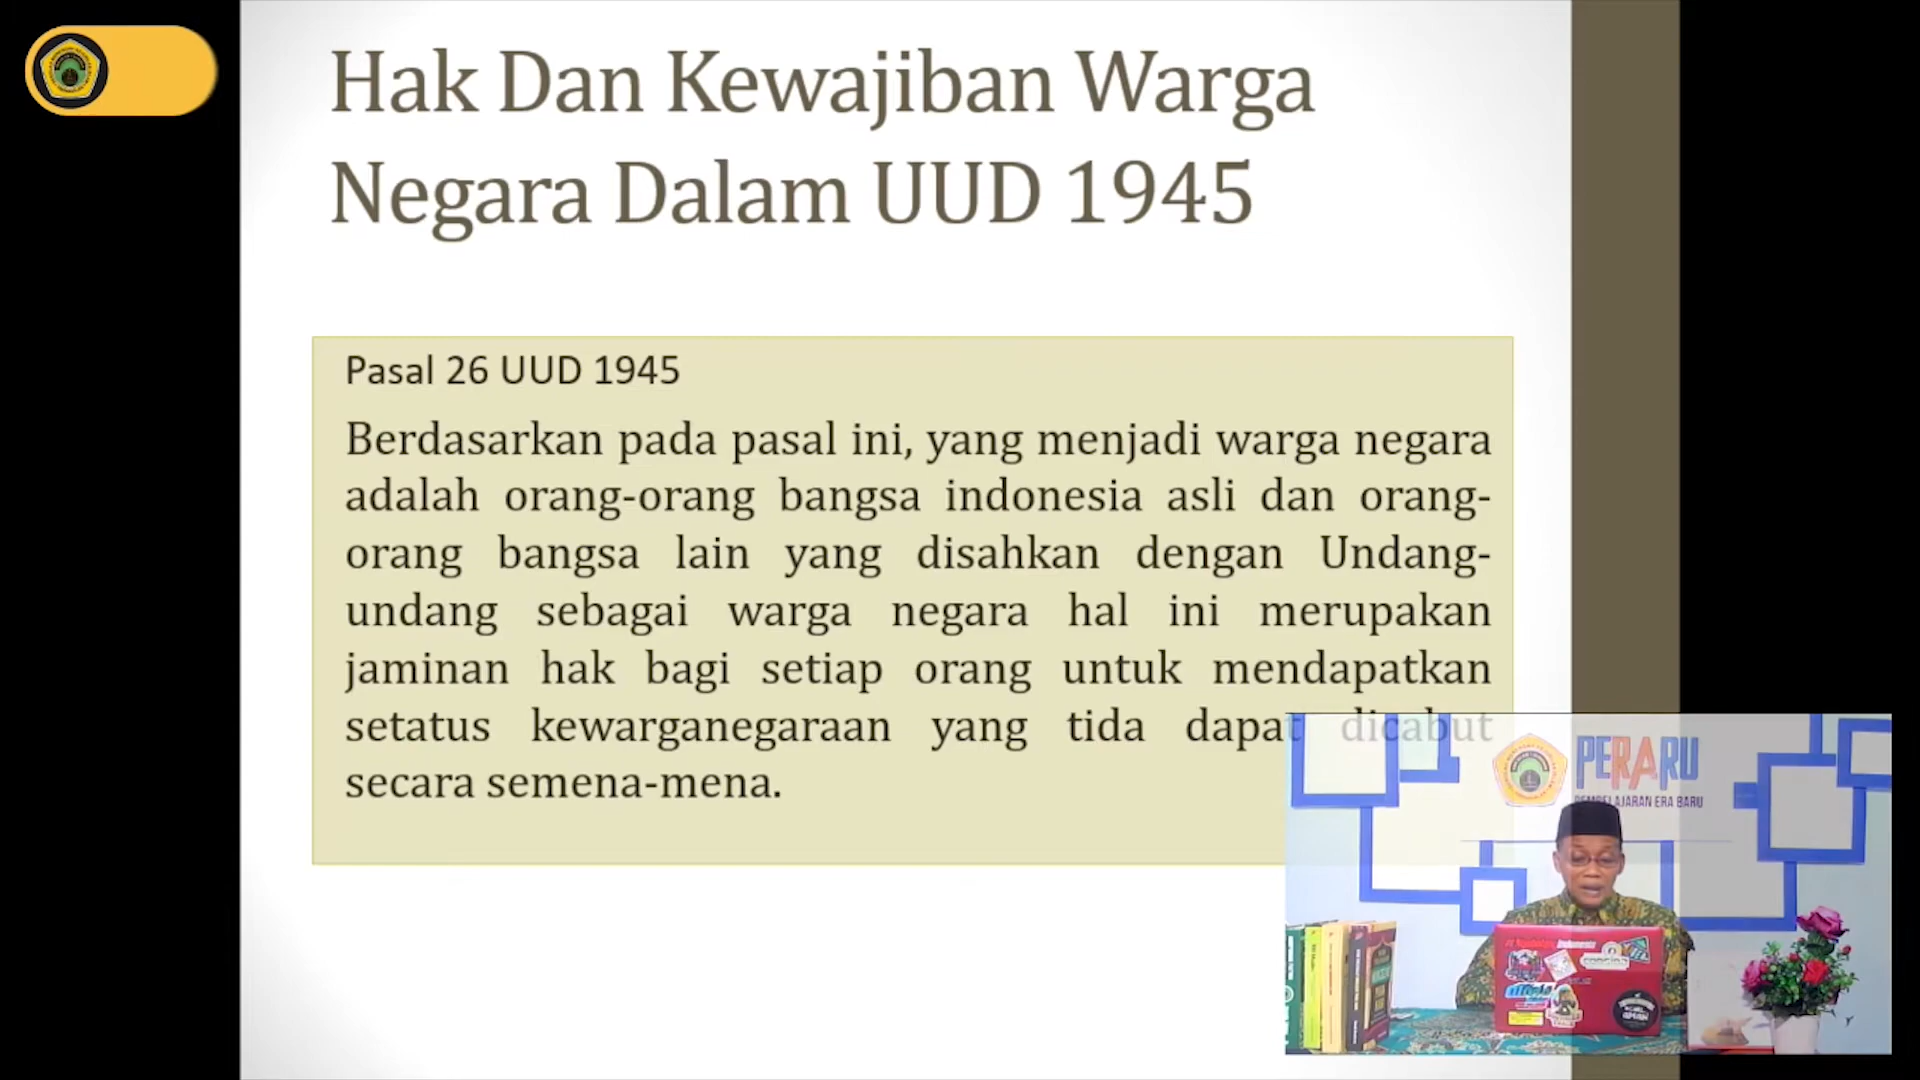 Hak Dan Kewajiban Warga
Negara Dalam UUD 1945
Pasal 26 UUD 1945
Berdasarkan pada pasal ini, yang menjadi warga negara
adalah orang-orang bangsa indonesia asli dan orang-
orang bangsa lain yang disahkan dengan Undang-
undang sebagai warga negara hal ini merupakan
jaminan hak bagi setiap orang untuk mendapatkan
setatus kewarganegaraan yang tida dapat dicabut
secara semena-mena.
PERARU
PEMBELAJARAN ERA BARU